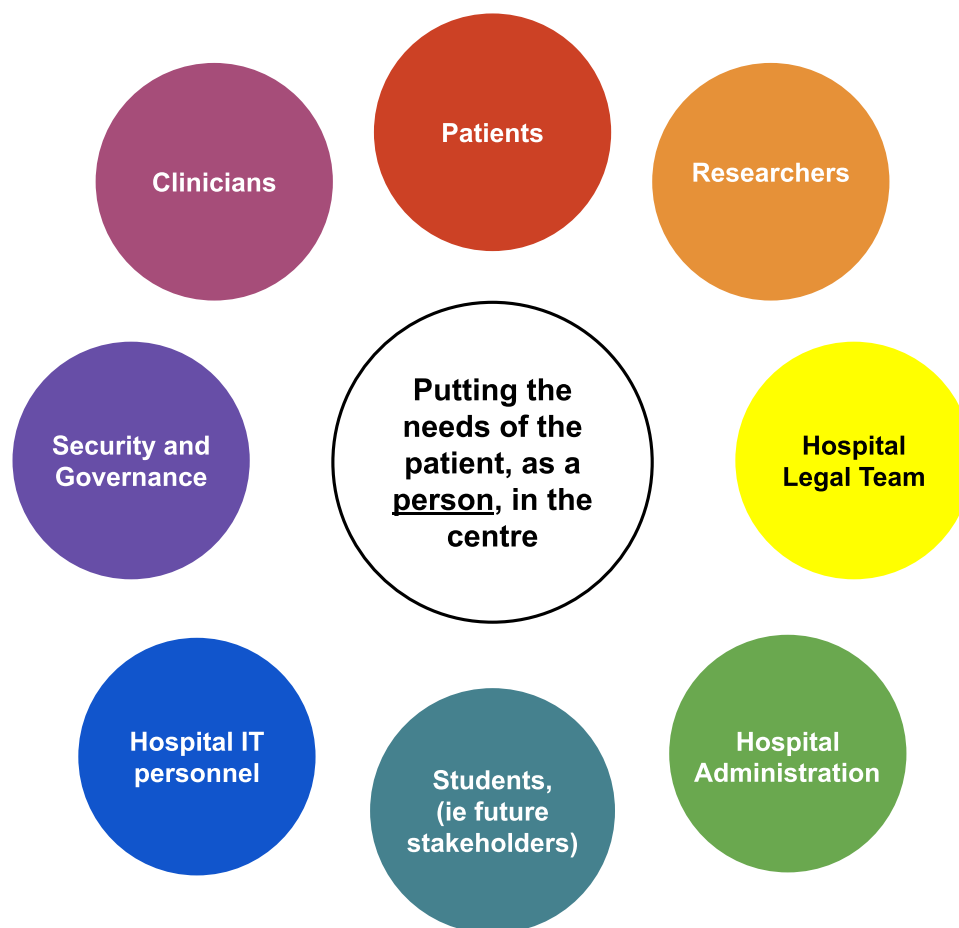 Patients
Clinicians
Researchers
Putting the
needs of the
patient, as a
person, in the
centre
Security and
Governance
Hospital
Legal Team
Hospital IT
personnel
Students,
(ie future
stakeholders)
Hospital
Administration